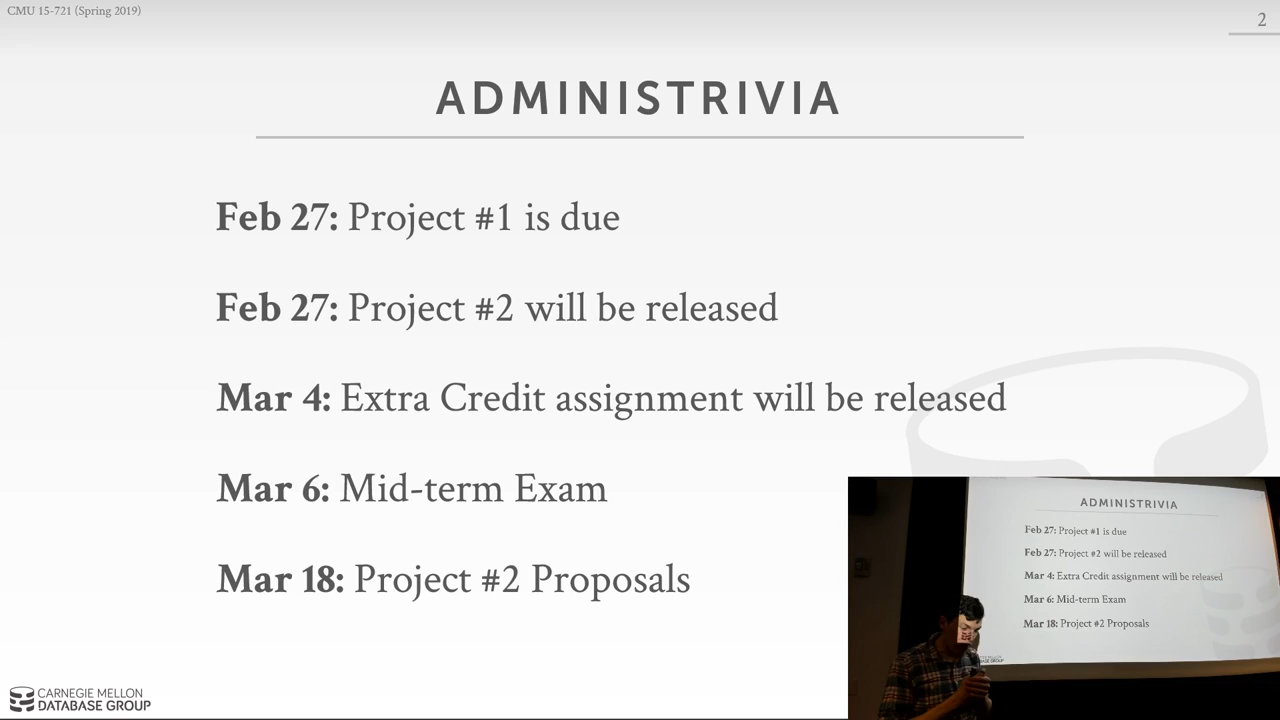 CMU 15-721 (Spring 2019)
2
ADMINISTRIVIA
Feb 27: Project #1 is due
Feb 27: Project #2 will be released
Mar 4: Extra Credit assignment will be released
Mar 6: Mid-term Exam
Mar 18: Project #2 Proposals
CARNEGIE MELLON
DATABASE GROUP
ADMINISTRIVIA
Feb 27: Project #1 is due
Feb 27: Project #2 will be released
Mar 4: Extra Credit assignment will be released
Mar 6: Mid-term Exam
Mar 18: Project #2 Proposals